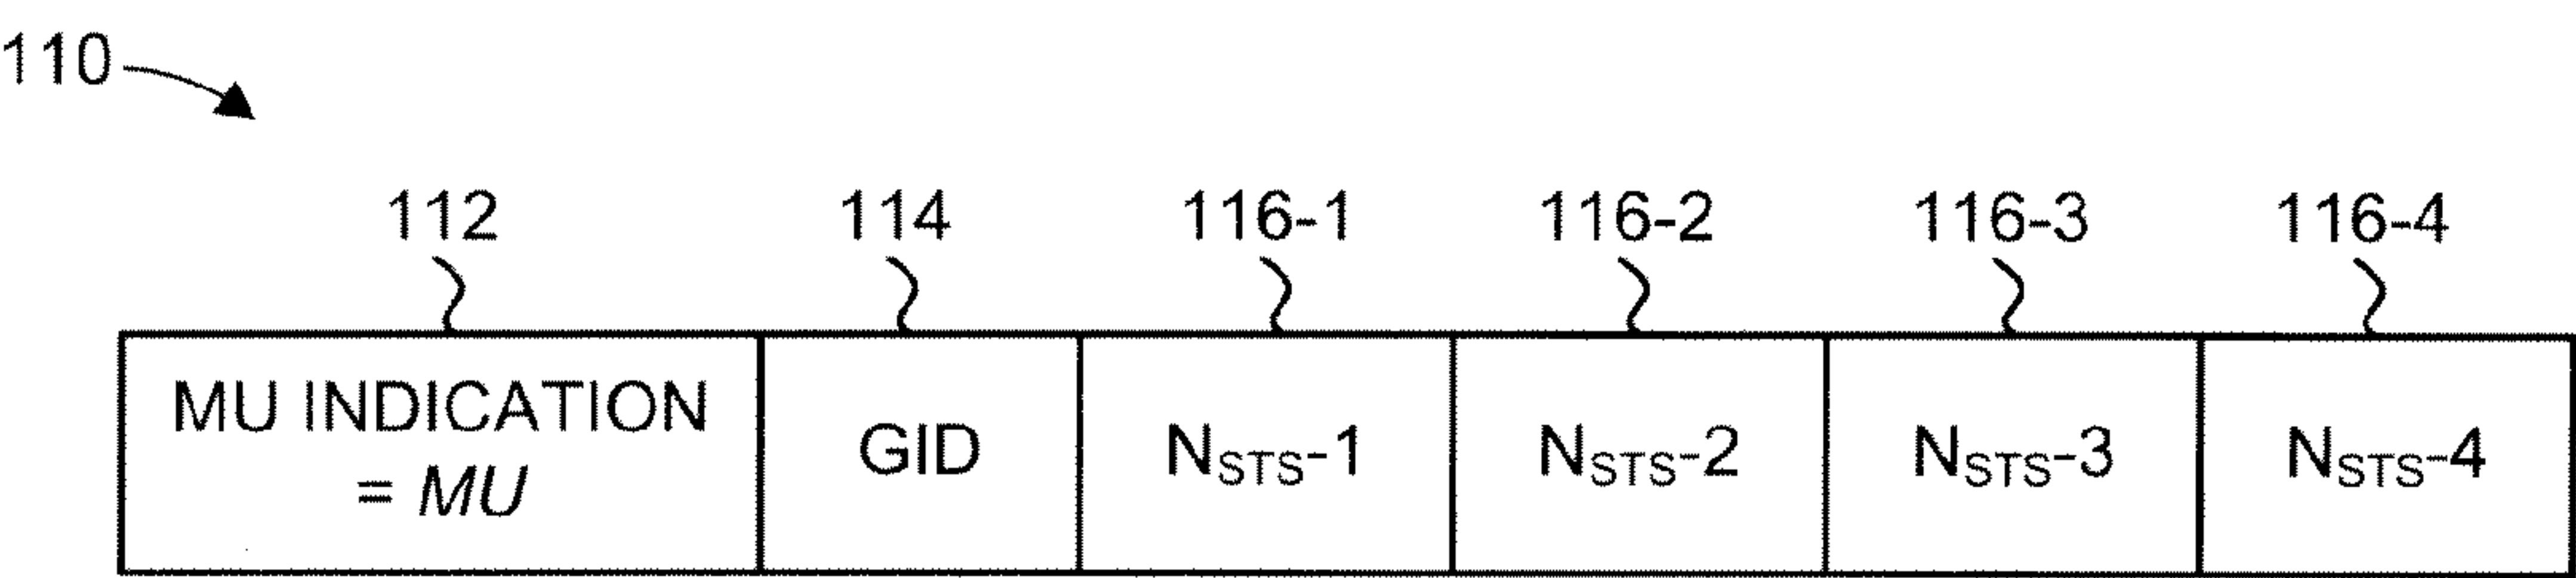 110
112 114 116-1 116-2 116-3 116-4
MU INDICATION
= MU
GID NSTS-1 NSTS-2 NSTS-3 NSTS-4